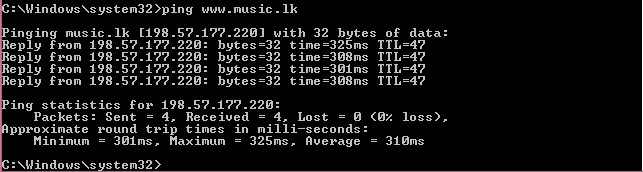 C:\Windows\system32>ping www.music.lk
Pinging music.lk [198.57.177.220] with 32 bytes of data:
Reply from 198.57.177.220: bytes=32 time=325ms TTL=47
Reply from 198.57.177.220: bytes=32 time=308ms TTL=47
Reply from 198.57.177.220: bytes=32 time=301ms TTL=47
Reply from 198.57.177.220: bytes=32 time=308ms TTL=47
Ping statistics for 198.57.177.220:
    Packets: Sent = 4, Received = 4, Lost = 0 (0% loss),
Approximate round trip times in milli-seconds:
    Minimum = 301ms, Maximum = 325ms, Average = 310ms
C:\Windows\system32>